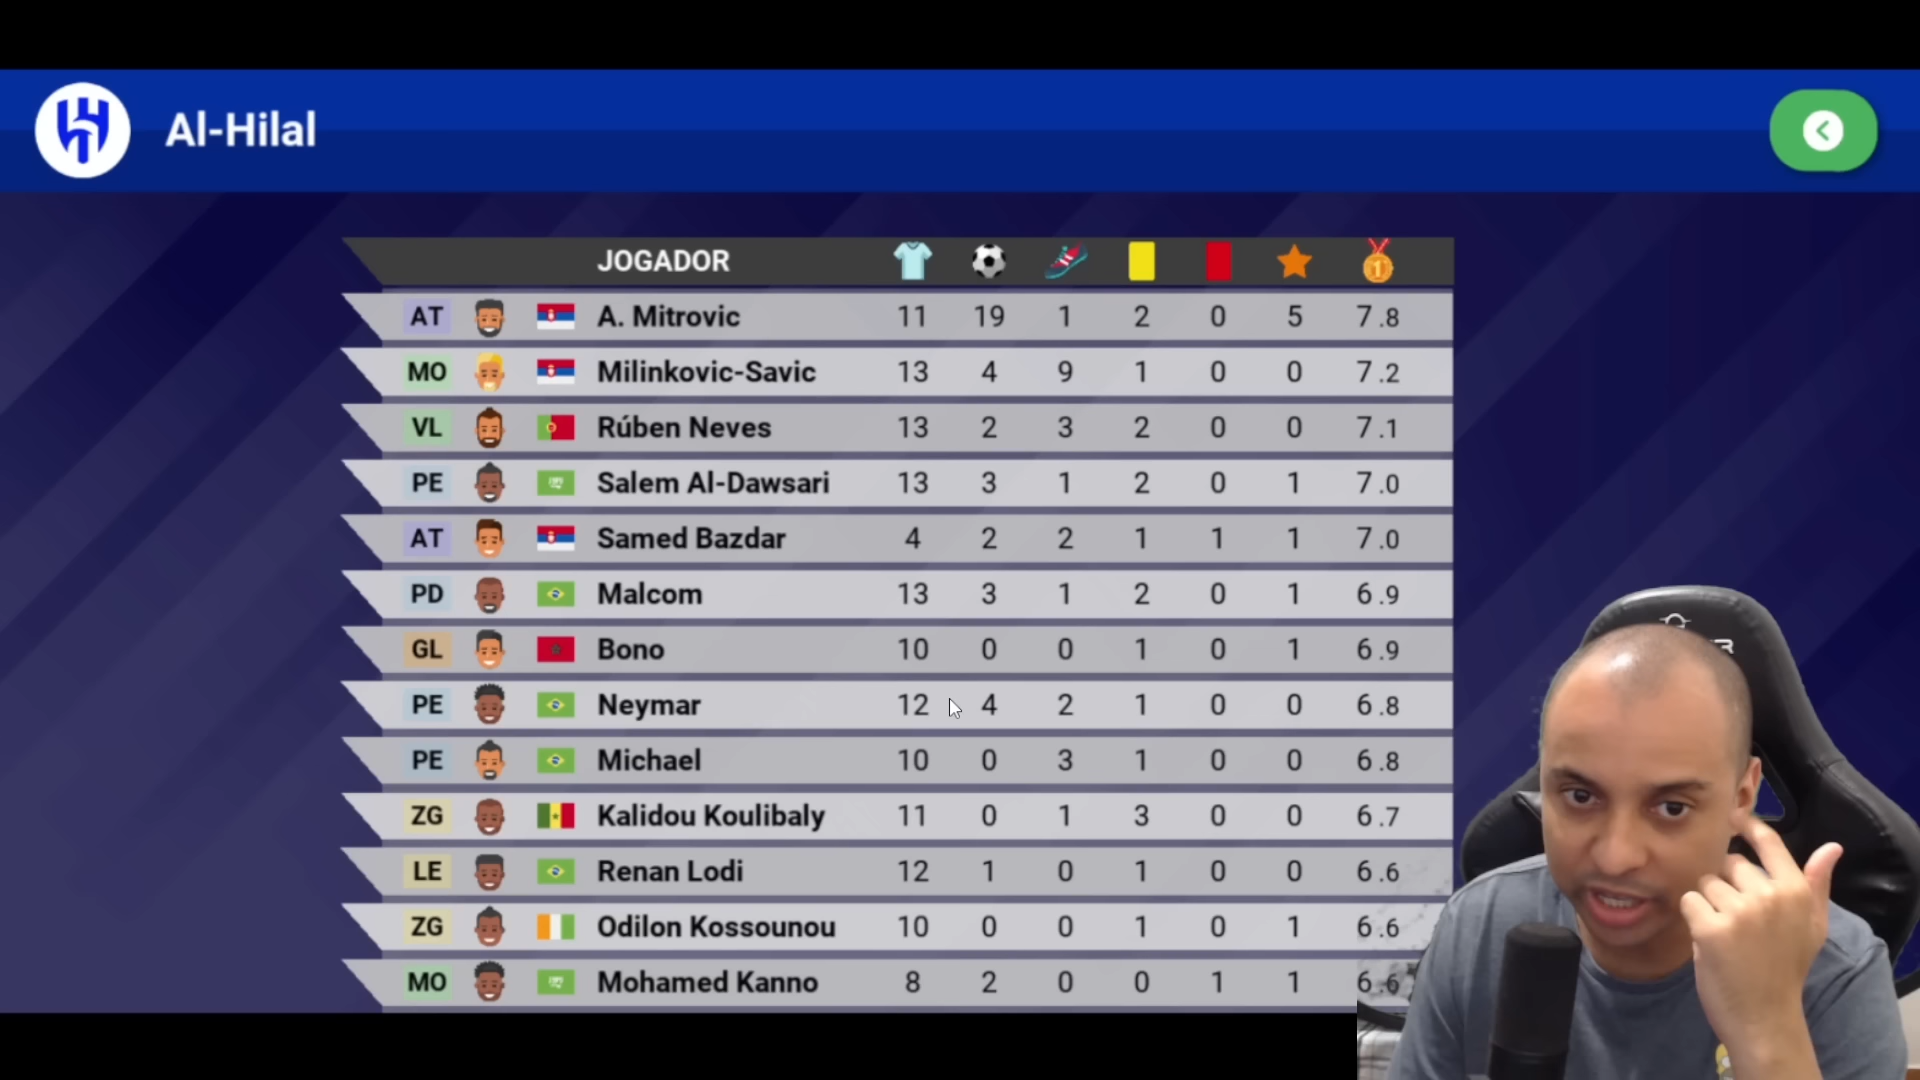 Al-Hilal
JOGADOR 1
AT A. Mitrovic 11 19 1 2 0 5 7.8
MO Milinkovic-Savic 13 4 9 1 0 0 7.2
VL Rúben Neves 13 2 3 2 0 0 7.1
PE Salem Al-Dawsari 13 3 1 2 0 1 7.0
AT Samed Bazdar 4 2 2 1 1 1 7.0
PD Malcom 13 3 1 2 0 1 6.9
GL Bono 10 0 0 1 0 1 6.9
PE Neymar 12 4 2 1 0 0 6.8
PE Michael 10 0 3 1 0 0 6.8
ZG Kalidou Koulibaly 11 0 1 3 0 0 6.7
LE Renan Lodi 12 1 0 1 0 0 6.6
ZG Odilon Kossounou 10 0 0 1 0 1 6.6
MO Mohamed Kanno 8 2 0 0 1 1 6.6